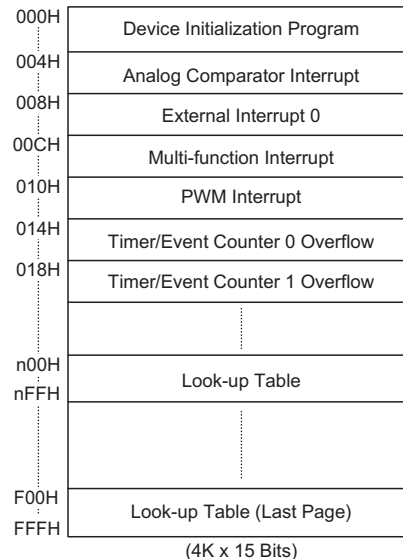 000H
Device Initialization Program
004H
Analog Comparator Interrupt
008H
External Interrupt 0
00CH
Multi-function Interrupt
010H
PWM Interrupt
014H
Timer/Event Counter 0 Overflow
018H
Timer/Event Counter 1 Overflow
n00H
Look-up Table
nFFH
F00H
Look-up Table (Last Page)
FFFH
(4K x 15 Bits)